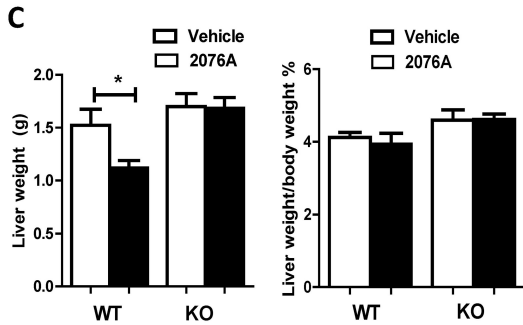 C
Vehicle
2076A
*
Liver weight (g)
2.0
1.5
1.0
0.5
0.0
WT KO
Vehicle
2076A
Liver weight/body weight %
6
4
2
0
WT KO